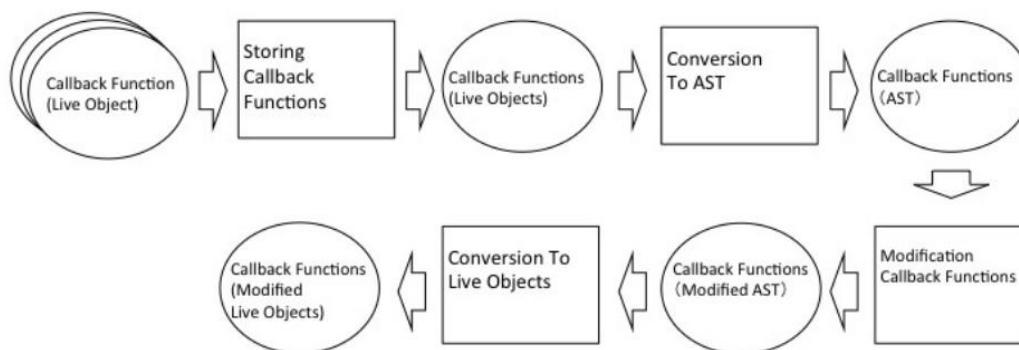 Callback Function
(Live Object)
Storing
Callback
Functions
Callback Functions
(Live Objects)
Conversion
To AST
Callback Functions
（AST）
Modification
Callback Functions
Callback Functions
（Modified AST）
Conversion To
Live Objects
Callback Functions
(Modified
Live Objects)